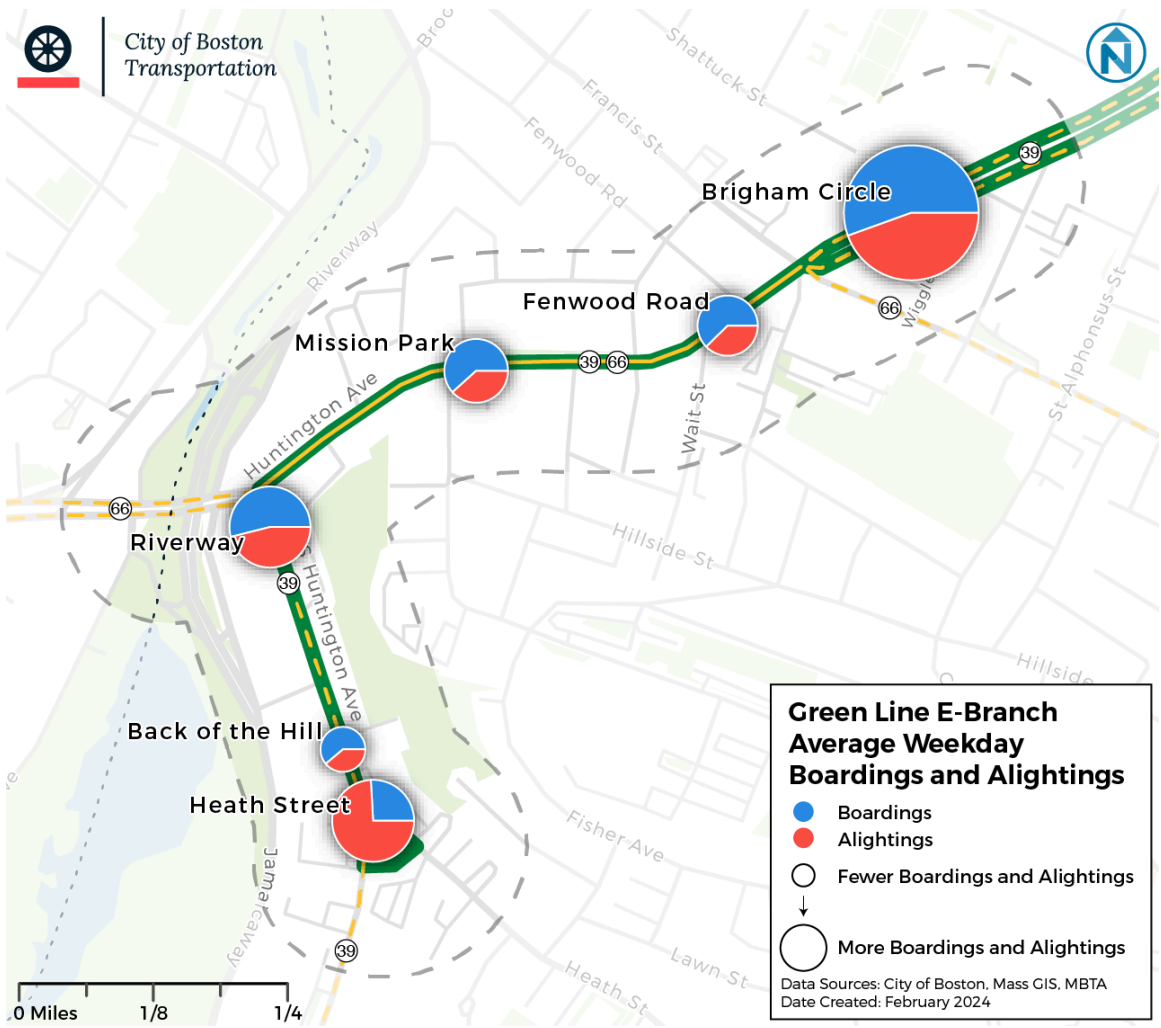 City of Boston
Transportation
N
Shattuck St
Francis St
Fenwood Rd
Riverway
39
Brigham Circle
Fenwood Road
66
Mission Park
39
66
St Alphonsus St
Wait St
Huntington Ave
66
Riverway
39
S Huntington Ave
Hillside St
Hillside
Back of the Hill
Heath Street
Fisher Ave
Jamaicaway
39
Lawn St
Heath St
0 Miles
1/8
1/4
Green Line E-Branch
Average Weekday
Boardings and Alightings
Boardings
Alightings
Fewer Boardings and Alightings
More Boardings and Alightings
Data Sources: City of Boston, Mass GIS, MBTA
Date Created: February 2024